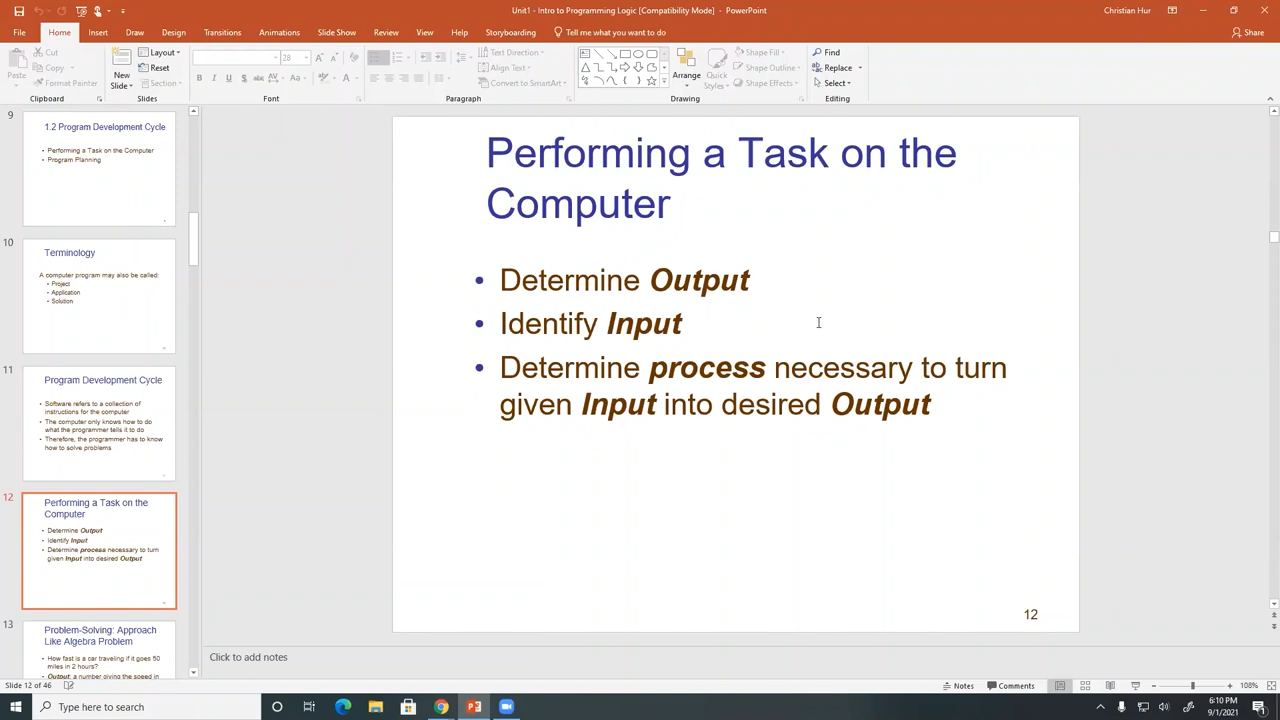 Unit1 - Intro to Programming Logic [Compatibility Mode] - PowerPoint
Christian Hur
File Home Insert Draw Design Transitions Animations Slide Show Review View Help Storyboarding Tell me what you want to do
Share
Paste
Cut
Copy
Format Painter
Clipboard
New
Slide
Layout
Reset
Section
Slides
28
Font
Text Direction
Align Text
Convert to SmartArt
Paragraph
Arrange
Quick
Styles
Shape Fill
Shape Outline
Shape Effects
Drawing
Find
Replace
Select
Editing
9
1.2 Program Development Cycle
• Performing a Task on the Computer
• Program Planning
10
Terminology
A computer program may also be called:
• Project
• Application
• Solution
11
Program Development Cycle
• Software refers to a collection of
instructions for the computer
• The computer only knows how to do
what the programmer tells it to do
• Therefore, the programmer has to know
how to solve problems
12
Performing a Task on the
Computer
• Determine Output
• Identify Input
• Determine process necessary to turn
given Input into desired Output
13
Problem-Solving: Approach
Like Algebra Problem
• How fast is a car traveling if it goes 50
miles in 2 hours?
• Output: a number giving the speed in
Performing a Task on the
Computer
• Determine Output
• Identify Input
• Determine process necessary to turn
given Input into desired Output
12
Click to add notes
Slide 12 of 46
Notes
Comments
108%
Type here to search
6:10 PM
9/1/2021